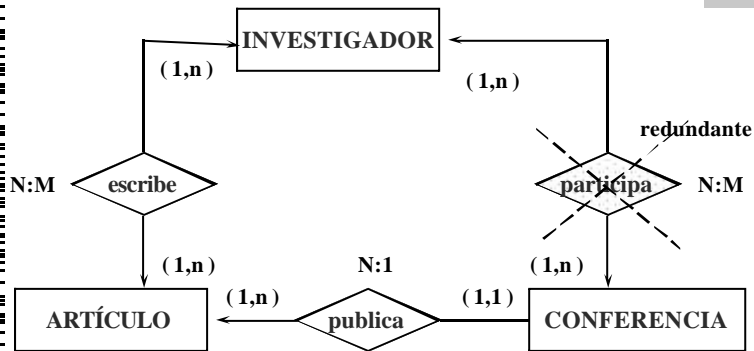 INVESTIGADOR
(1,n) (1,n)
redundante
N:M escribe participa N:M
(1,n) N:1 (1,n)
(1,n) (1,1)
ARTÍCULO publica CONFERENCIA